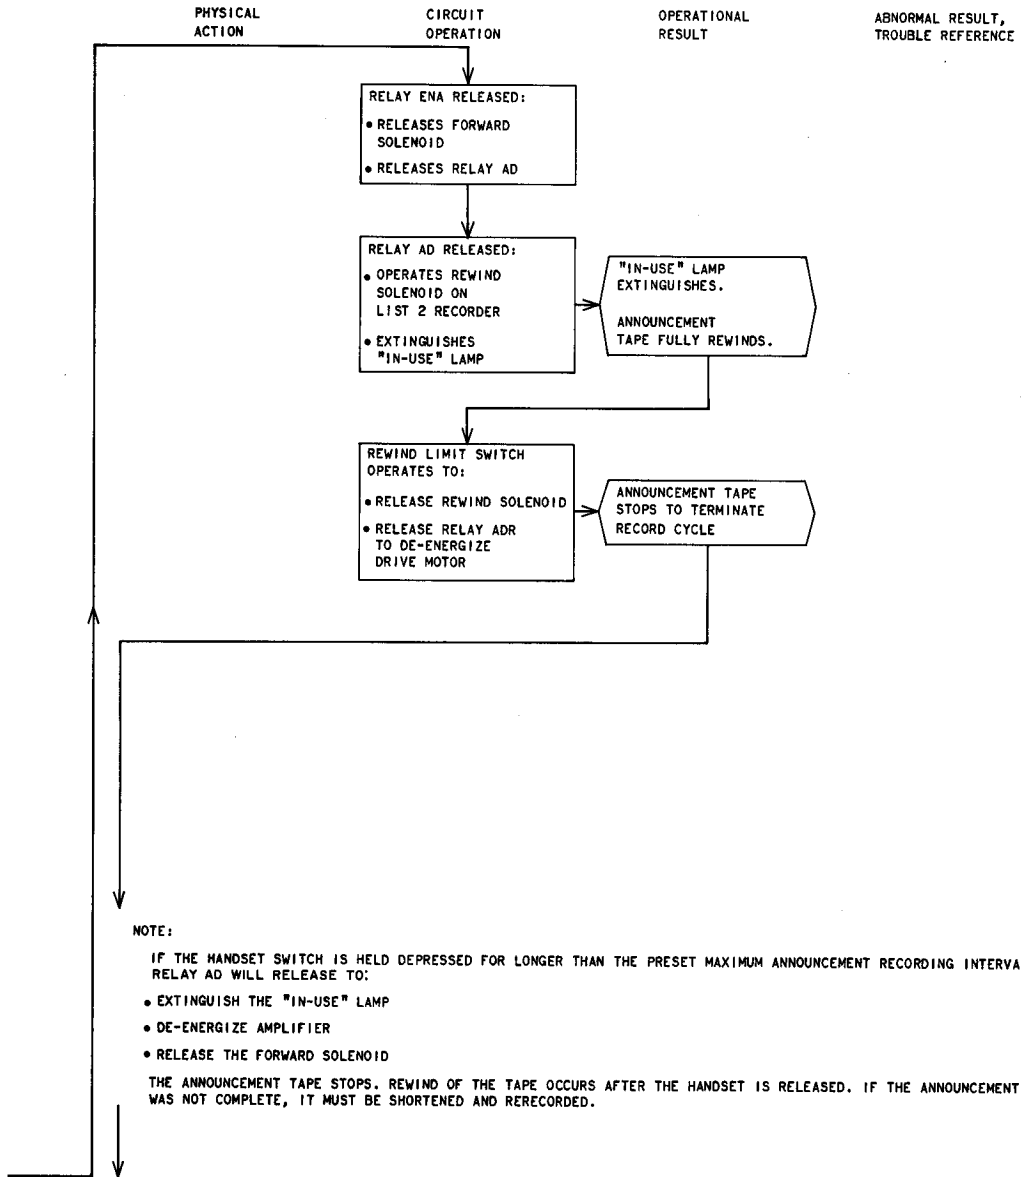 PHYSICAL
ACTION
CIRCUIT
OPERATION
OPERATIONAL
RESULT
ABNORMAL RESULT,
TROUBLE REFERENCE
RELAY ENA RELEASED:
• RELEASES FORWARD
SOLENOID
• RELEASES RELAY AD
RELAY AD RELEASED:
• OPERATES REWIND
SOLENOID ON
LIST 2 RECORDER
• EXTINGUISHES
"IN-USE" LAMP
"IN-USE" LAMP
EXTINGUISHES.
ANNOUNCEMENT
TAPE FULLY REWINDS.
REWIND LIMIT SWITCH
OPERATES TO:
• RELEASE REWIND SOLENOID
• RELEASE RELAY ADR
TO DE-ENERGIZE
DRIVE MOTOR
ANNOUNCEMENT TAPE
STOPS TO TERMINATE
RECORD CYCLE
NOTE:
IF THE HANDSET SWITCH IS HELD DEPRESSED FOR LONGER THAN THE PRESET MAXIMUM ANNOUNCEMENT RECORDING INTERVA
RELAY AD WILL RELEASE TO:
• EXTINGUISH THE "IN-USE" LAMP
• DE-ENERGIZE AMPLIFIER
• RELEASE THE FORWARD SOLENOID
THE ANNOUNCEMENT TAPE STOPS. REWIND OF THE TAPE OCCURS AFTER THE HANDSET IS RELEASED. IF THE ANNOUNCEMENT
WAS NOT COMPLETE, IT MUST BE SHORTENED AND RERECORDED.